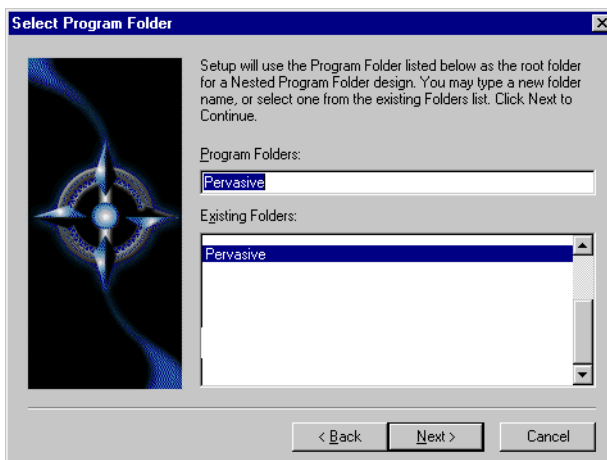 Select Program Folder
Setup will use the Program Folder listed below as the root folder
for a Nested Program Folder design. You may type a new folder
name, or select one from the existing Folders list. Click Next to
Continue.
Program Folders:
Pervasive
Existing Folders:
Pervasive
< Back
Next >
Cancel